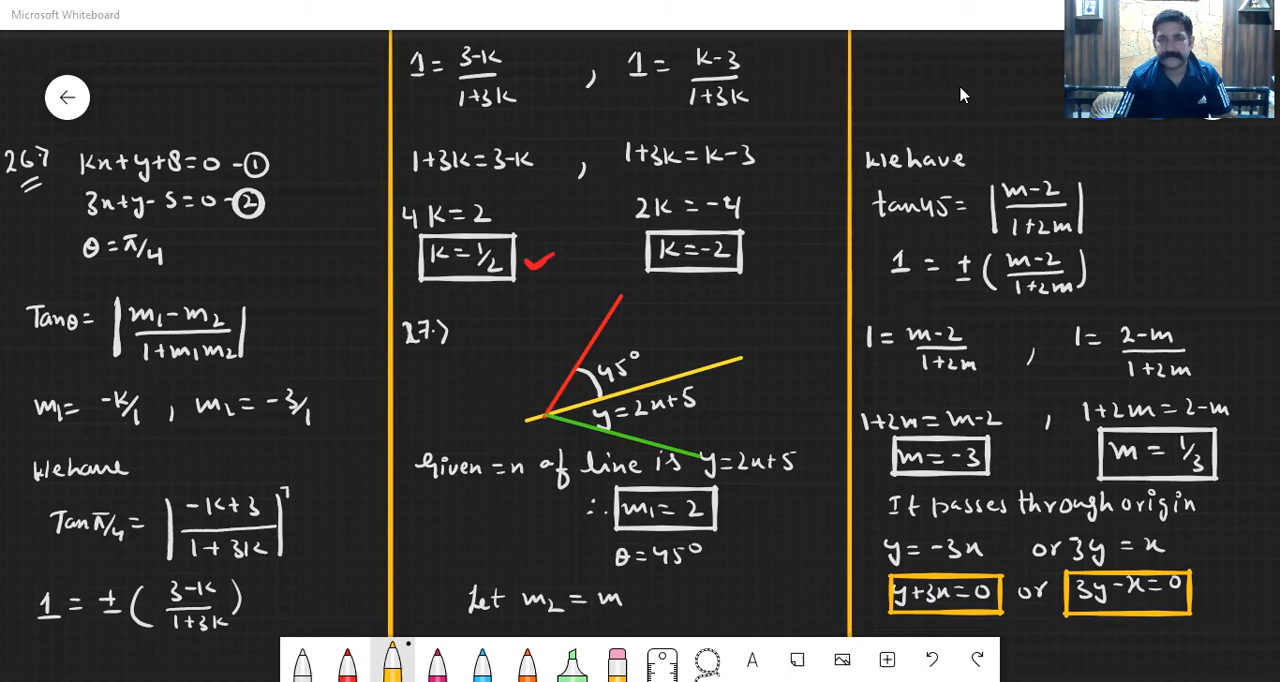 Microsoft Whiteboard
26.) Kx+y+8=0 -①
3x+y-5=0 -②
θ = π/4
Tanθ = |m₁-m₂ / 1+m₁m₂|
m₁ = -K/1 , m₂ = -3/1
We have
Tan π/4 = |-K+3 / 1+3K|
1 = ± (3-K / 1+3K)
1 = 3-K / 1+3K , 1 = K-3 / 1+3K
1+3K = 3-K , 1+3K = K-3
4K = 2 2K = -4
K = 1/2 ✓ K = -2
27.)
45°
y=2x+5
Given =n of line is y=2x+5
∴ m₁ = 2
θ = 45°
Let m₂ = m
We have
tan45 = |m-2 / 1+2m|
1 = ± (m-2 / 1+2m)
1 = m-2 / 1+2m , 1 = 2-m / 1+2m
1+2m = m-2 , 1+2m = 2-m
m = -3 m = 1/3
It passes through origin
y = -3x or 3y = x
y+3x=0 or 3y-x=0
A